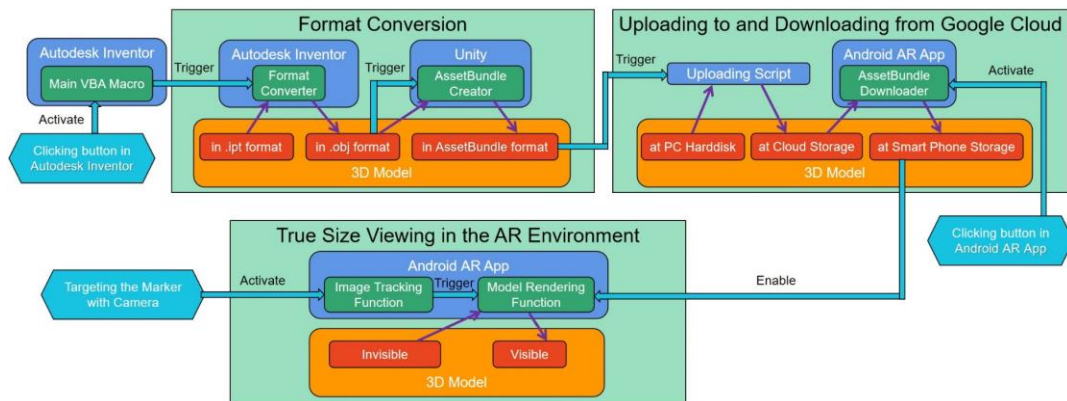 Format Conversion
Uploading to and Downloading from Google Cloud
Autodesk Inventor
Main VBA Macro
Activate
Clicking button in
Autodesk Inventor
Trigger
Autodesk Inventor
Format
Converter
Trigger
Unity
AssetBundle
Creator
in .ipt format
in .obj format
in AssetBundle format
3D Model
Trigger
Uploading Script
Android AR App
AssetBundle
Downloader
Activate
at PC Harddisk
at Cloud Storage
at Smart Phone Storage
3D Model
Clicking button in
Android AR App
True Size Viewing in the AR Environment
Targeting the Marker
with Camera
Activate
Android AR App
Image Tracking
Function
Trigger
Model Rendering
Function
Enable
Invisible
Visible
3D Model